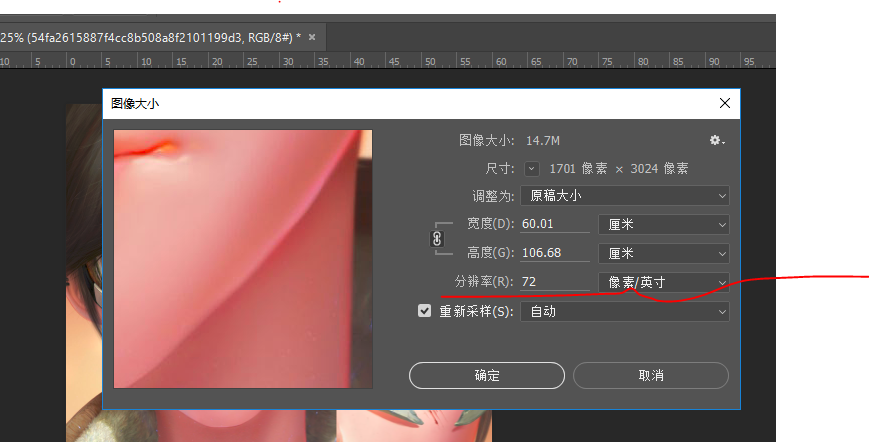 25% (54fa2615887f4cc8b508a8f2101199d3, RGB/8#) * ×
10 5 0 5 10 15 20 25 30 35 40 45 50 55 60 65 70 75 80 85 90 95
图像大小
图像大小: 14.7M
尺寸: 1701 像素 × 3024 像素
调整为: 原稿大小
宽度(D): 60.01 厘米
高度(G): 106.68 厘米
分辨率(R): 72 像素/英寸
重新采样(S): 自动
确定 取消